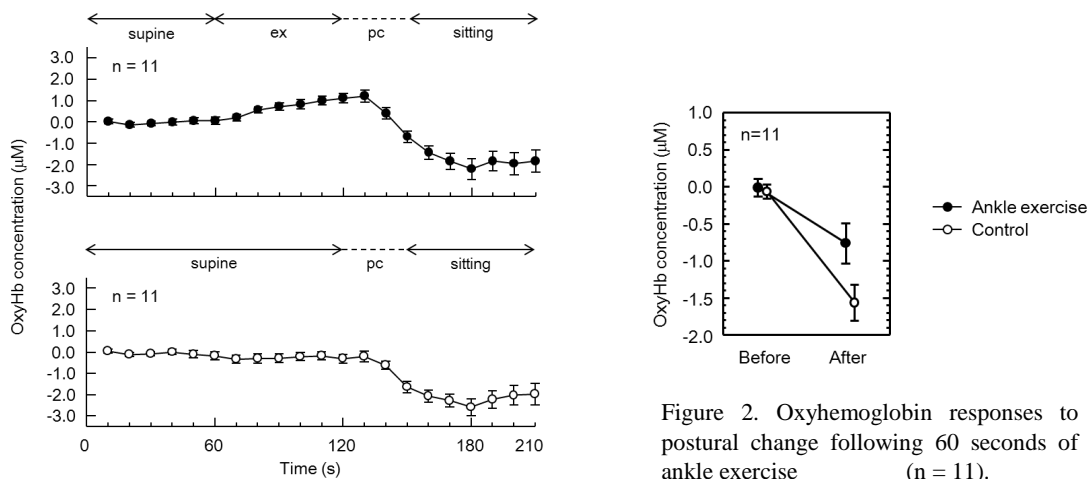 supine ex pc sitting
n = 11
3.0
2.0
1.0
0.0
-1.0
-2.0
-3.0
supine pc sitting
n = 11
3.0
2.0
1.0
0.0
-1.0
-2.0
-3.0
OxyHb concentration (μM)
0 60 120 180 210
Time (s)
1.0
0.5
0.0
-0.5
-1.0
-1.5
-2.0
n=11
OxyHb concentration (μM)
Before After
Ankle exercise
Control
Figure 2. Oxyhemoglobin responses to
postural change following 60 seconds of
ankle exercise (n = 11).